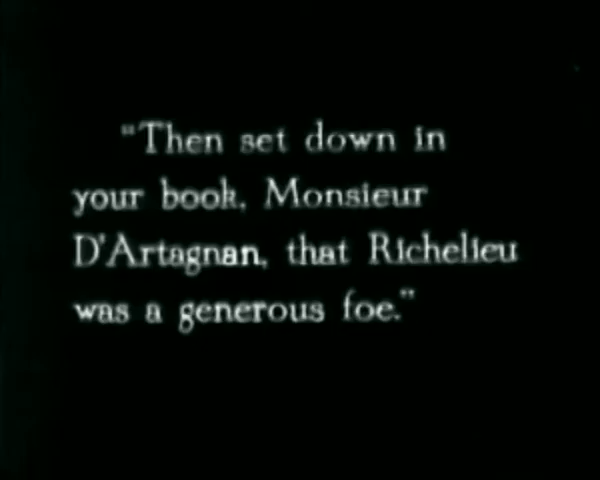 "Then set down in
your book, Monsieur
D'Artagnan, that Richelieu
was a generous foe."